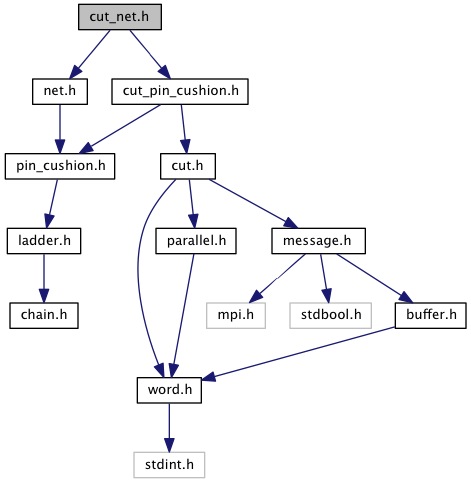 cut_net.h
net.h
cut_pin_cushion.h
pin_cushion.h
cut.h
ladder.h
parallel.h
message.h
chain.h
mpi.h
stdbool.h
buffer.h
word.h
stdint.h